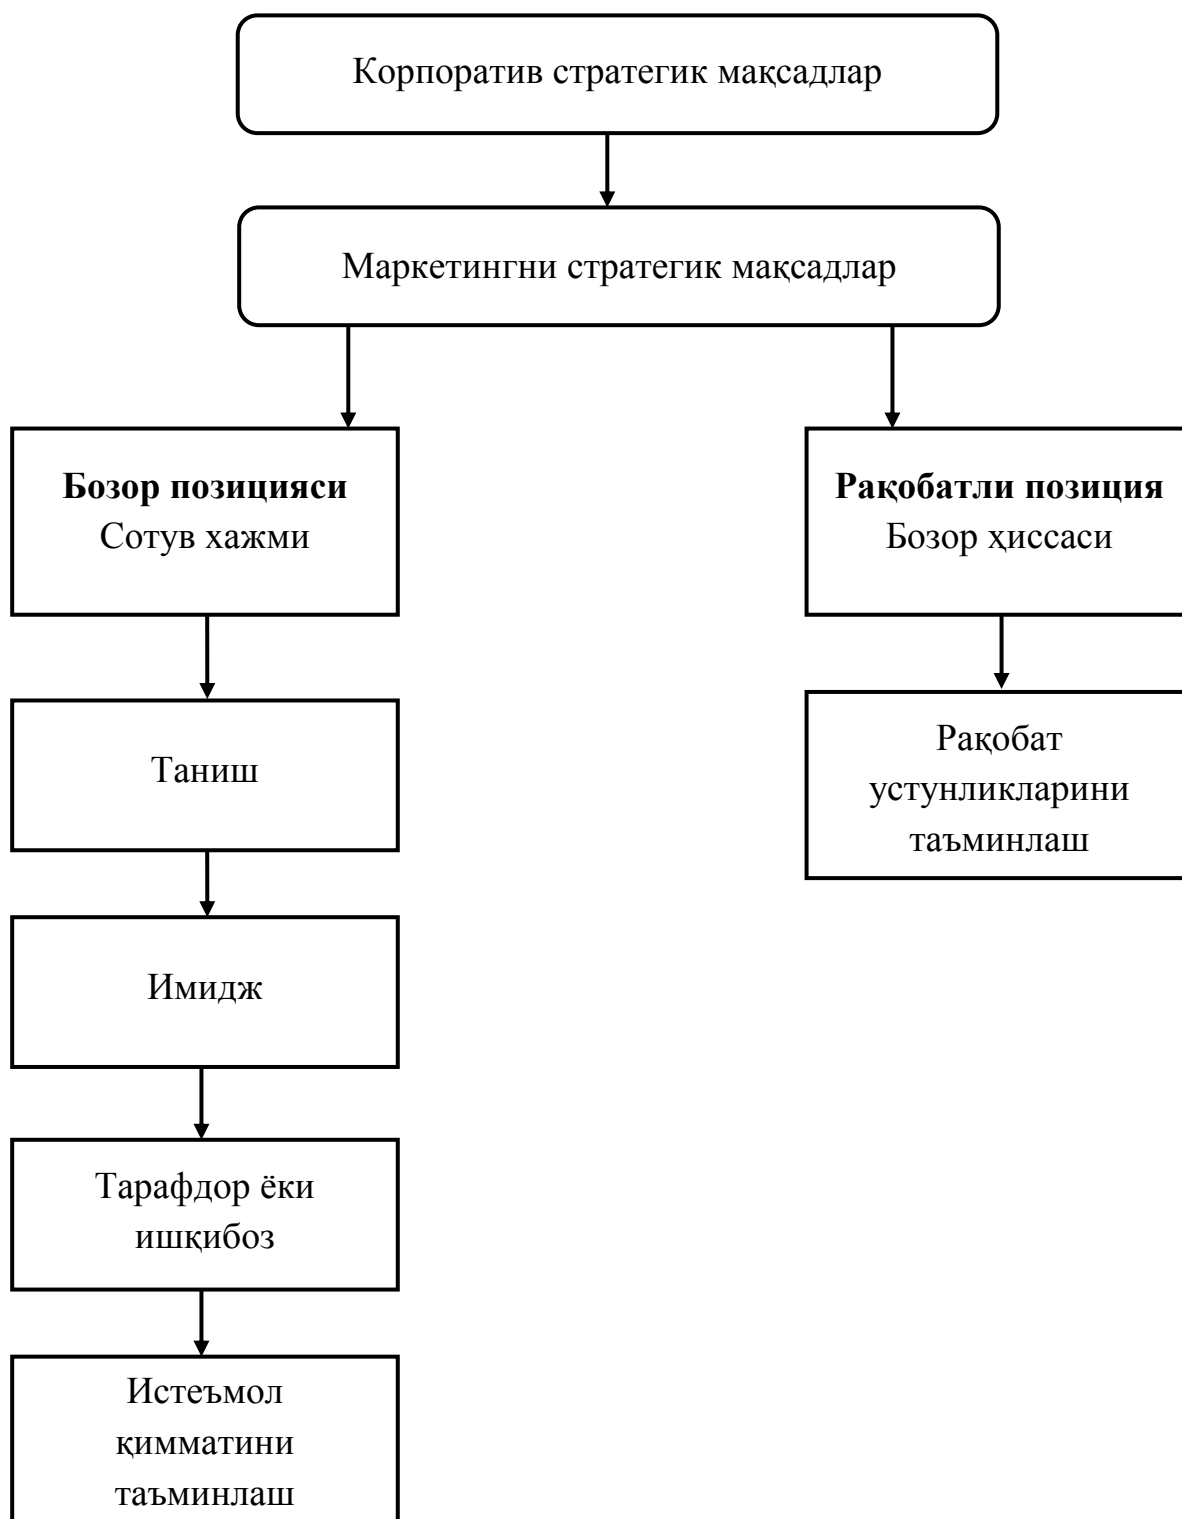 Корпоратив стратегик мақсадлар
Маркетингни стратегик мақсадлар
Бозор позицияси
Сотув хажми
Рақобатли позиция
Бозор ҳиссаси
Таниш
Рақобат
устунликларини
таъминлаш
Имидж
Тарафдор ёки
ишқибоз
Истеъмол
қимматини
таъминлаш